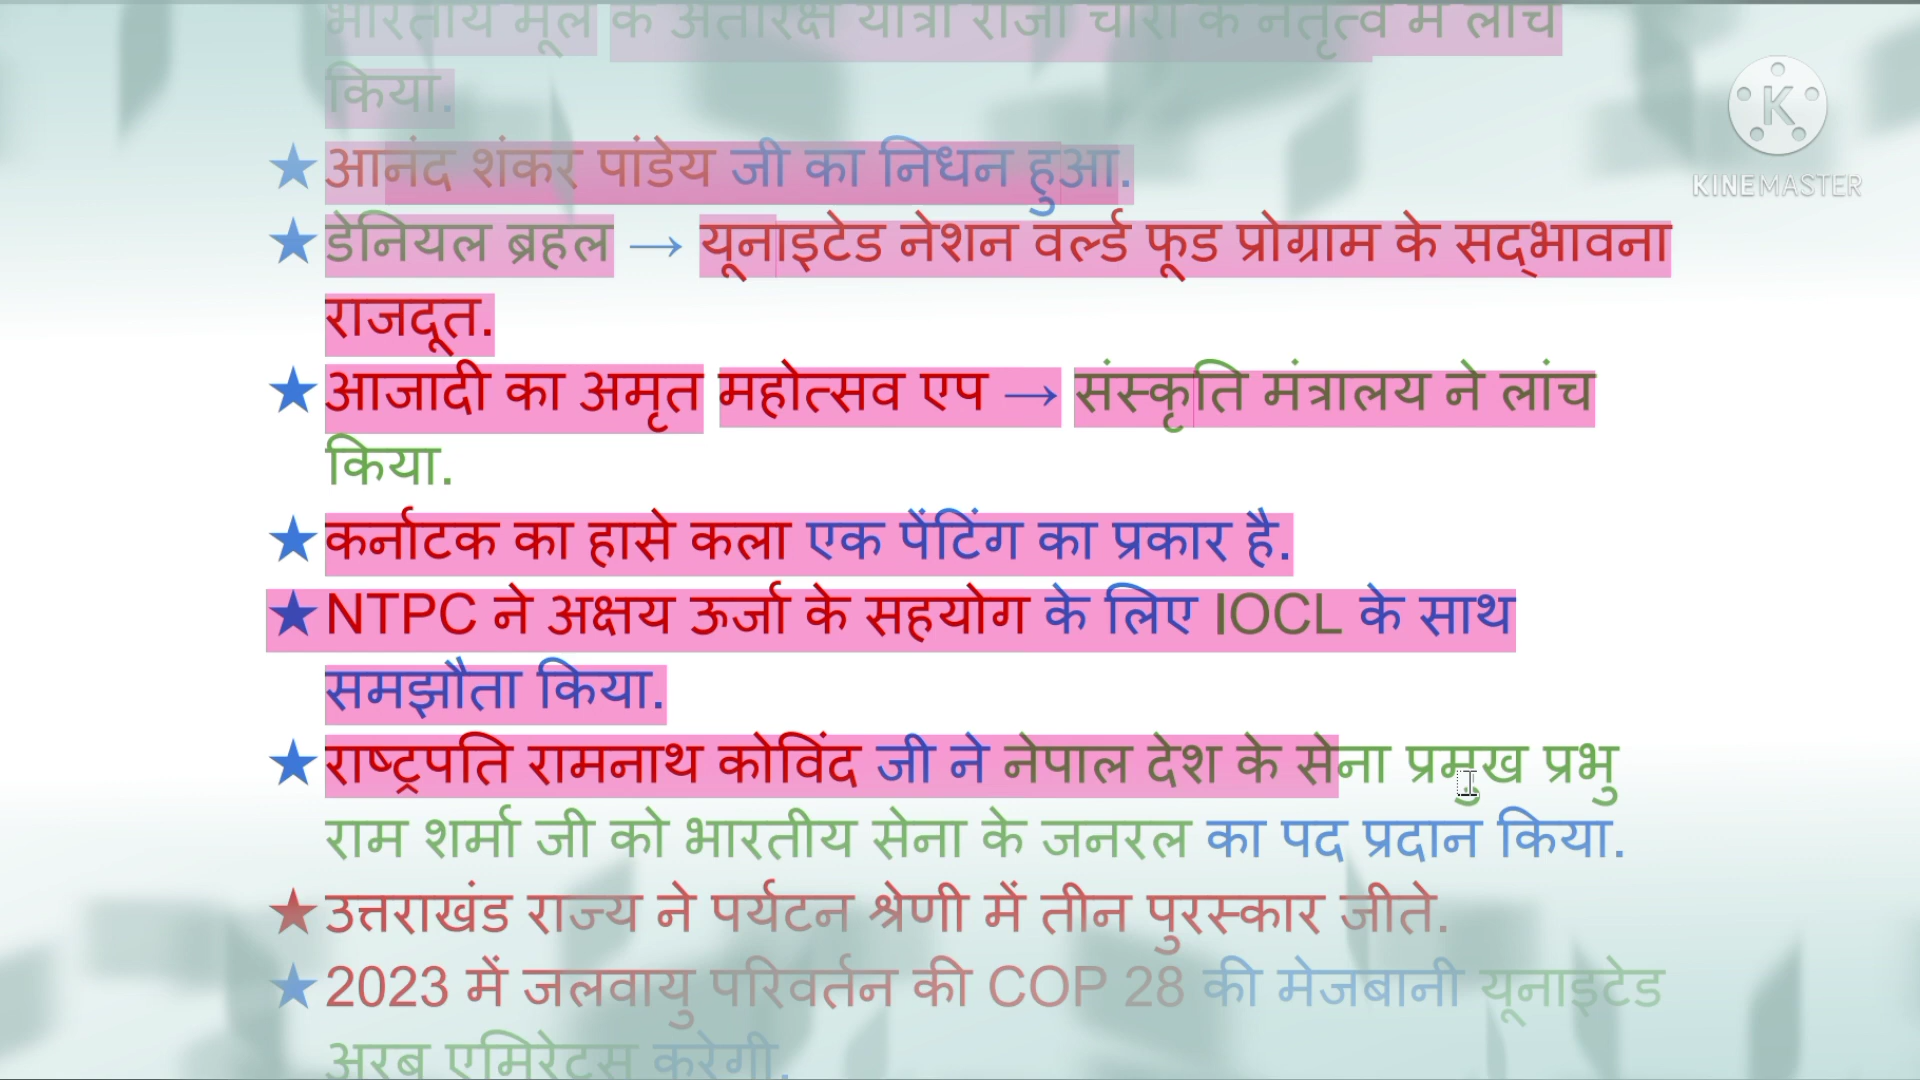 भारतीय मूल के अंतरिक्ष यात्री राजा चारी के नेतृत्व में लांच
किया.
★ आनंद शंकर पांडेय जी का निधन हुआ.
★ डेनियल ब्रहल → यूनाइटेड नेशन वर्ल्ड फूड प्रोग्राम के सद्भावना
राजदूत.
★ आजादी का अमृत महोत्सव एप → संस्कृति मंत्रालय ने लांच
किया.
★ कर्नाटक का हासे कला एक पेंटिंग का प्रकार है.
★ NTPC ने अक्षय ऊर्जा के सहयोग के लिए IOCL के साथ
समझौता किया.
★ राष्ट्रपति रामनाथ कोविंद जी ने नेपाल देश के सेना प्रमुख प्रभु
राम शर्मा जी को भारतीय सेना के जनरल का पद प्रदान किया.
★ उत्तराखंड राज्य ने पर्यटन श्रेणी में तीन पुरस्कार जीते.
★ 2023 में जलवायु परिवर्तन की COP 28 की मेजबानी यूनाइटेड
अरब एमिरेट्स करेगी.
K
KINEMASTER